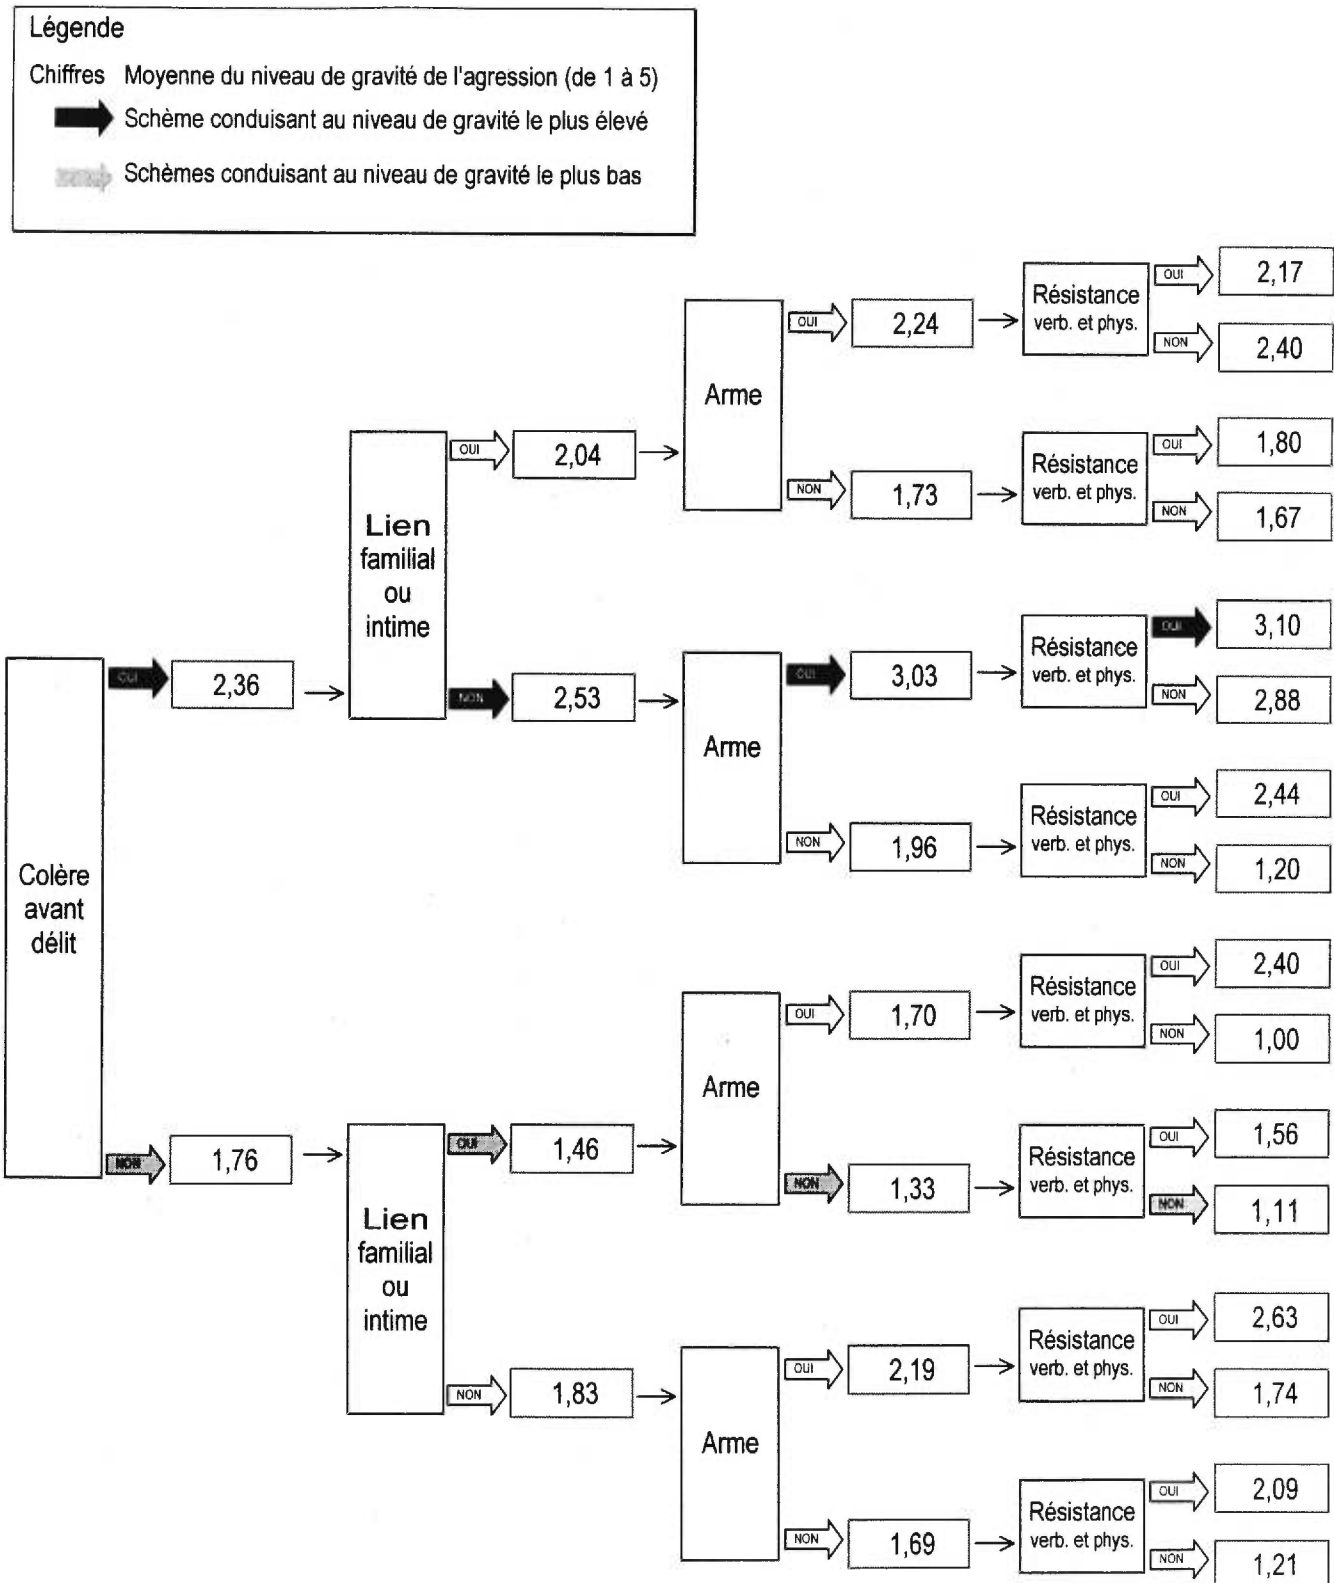 Légende
Chiffres Moyenne du niveau de gravité de l'agression (de 1 à 5)
Schème conduisant au niveau de gravité le plus élevé
Schèmes conduisant au niveau de gravité le plus bas
Colère
avant
délit
OUI
2,36
NON
1,76
Lien
familial
ou
intime
OUI
2,04
NON
2,53
Lien
familial
ou
intime
OUI
1,46
NON
1,83
Arme
OUI
2,24
NON
1,73
Arme
OUI
3,03
NON
1,96
Arme
OUI
1,70
NON
1,33
Arme
OUI
2,19
NON
1,69
Résistance
verb. et phys.
OUI
2,17
NON
2,40
Résistance
verb. et phys.
OUI
1,80
NON
1,67
Résistance
verb. et phys.
OUI
3,10
NON
2,88
Résistance
verb. et phys.
OUI
2,44
NON
1,20
Résistance
verb. et phys.
OUI
2,40
NON
1,00
Résistance
verb. et phys.
OUI
1,56
NON
1,11
Résistance
verb. et phys.
OUI
2,63
NON
1,74
Résistance
verb. et phys.
OUI
2,09
NON
1,21